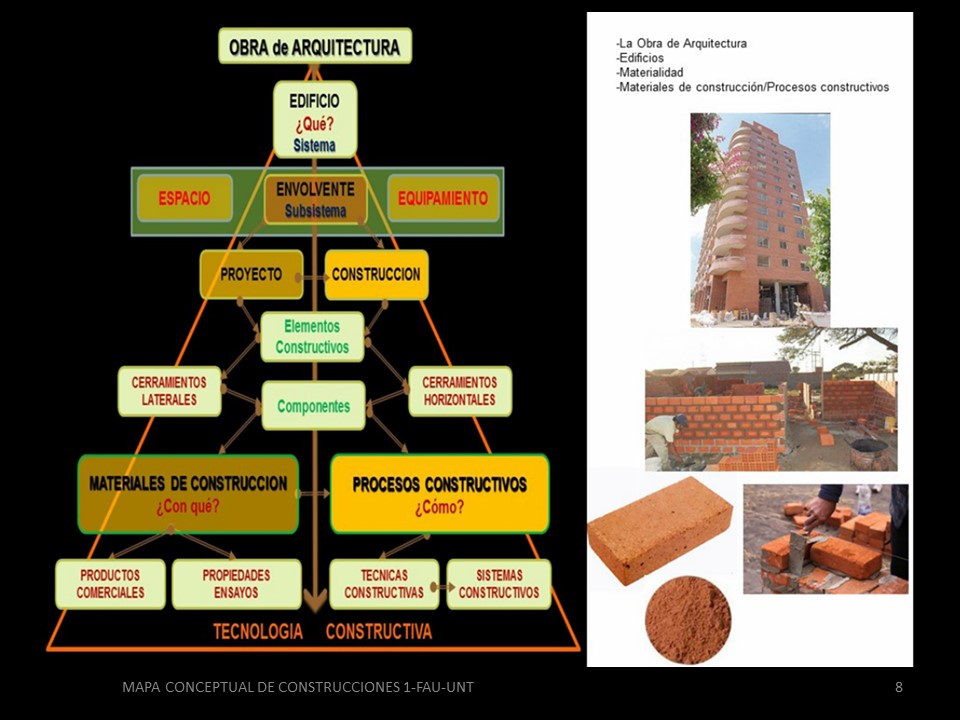 OBRA de ARQUITECTURA
EDIFICIO
¿Qué?
Sistema
ESPACIO
ENVOLVENTE
Subsistema
EQUIPAMIENTO
PROYECTO
CONSTRUCCION
Elementos
Constructivos
CERRAMIENTOS
LATERALES
Componentes
CERRAMIENTOS
HORIZONTALES
MATERIALES DE CONSTRUCCION
¿Con qué?
PROCESOS CONSTRUCTIVOS
¿Cómo?
PRODUCTOS
COMERCIALES
PROPIEDADES
ENSAYOS
TECNICAS
CONSTRUCTIVAS
SISTEMAS
CONSTRUCTIVOS
TECNOLOGIA CONSTRUCTIVA
-La Obra de Arquitectura
-Edificios
-Materialidad
-Materiales de construcción/Procesos constructivos
MAPA CONCEPTUAL DE CONSTRUCCIONES 1-FAU-UNT
8